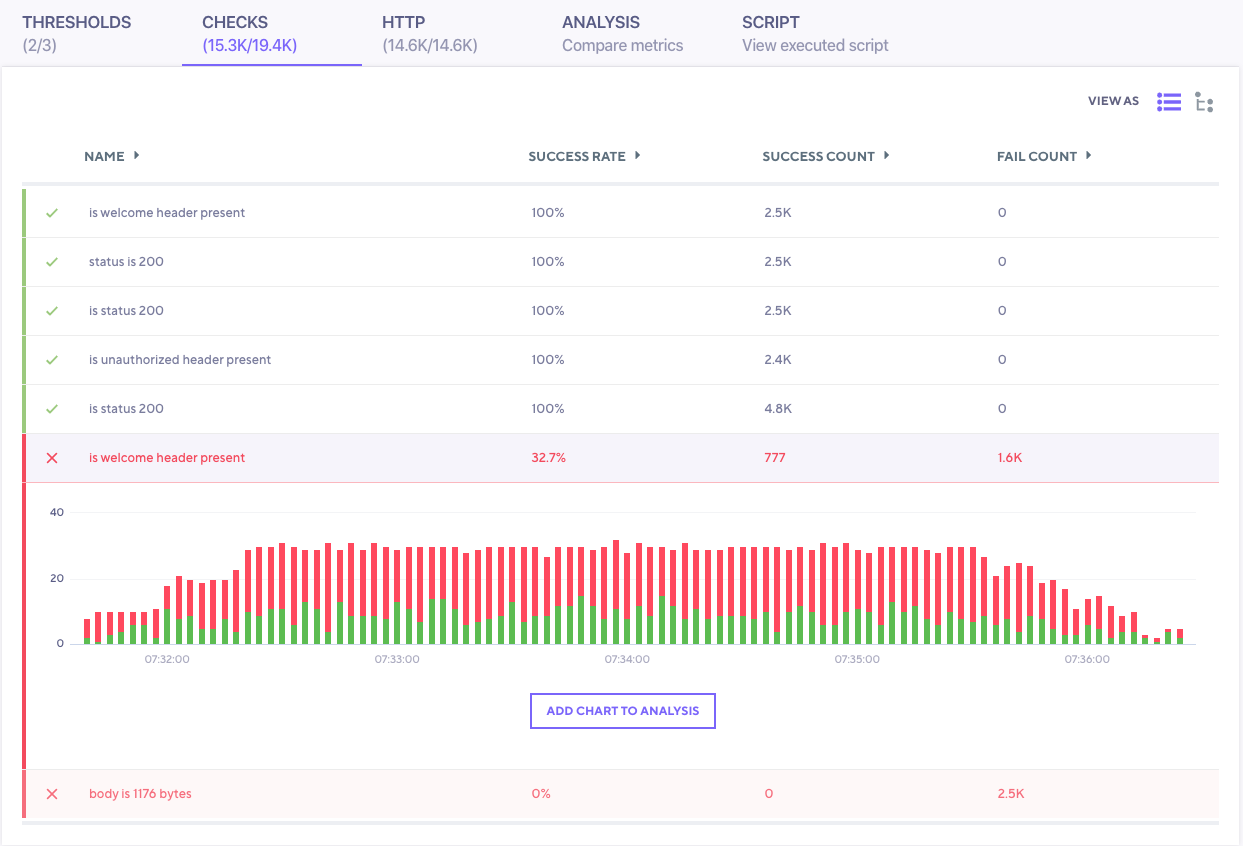 THRESHOLDS CHECKS HTTP ANALYSIS SCRIPT
(2/3) (15.3K/19.4K) (14.6K/14.6K) Compare metrics View executed script
VIEW AS
NAME SUCCESS RATE SUCCESS COUNT FAIL COUNT
is welcome header present 100% 2.5K 0
status is 200 100% 2.5K 0
is status 200 100% 2.5K 0
is unauthorized header present 100% 2.4K 0
is status 200 100% 4.8K 0
is welcome header present 32.7% 777 1.6K
40
20
0
07:32:00 07:33:00 07:34:00 07:35:00 07:36:00
ADD CHART TO ANALYSIS
body is 1176 bytes 0% 0 2.5K